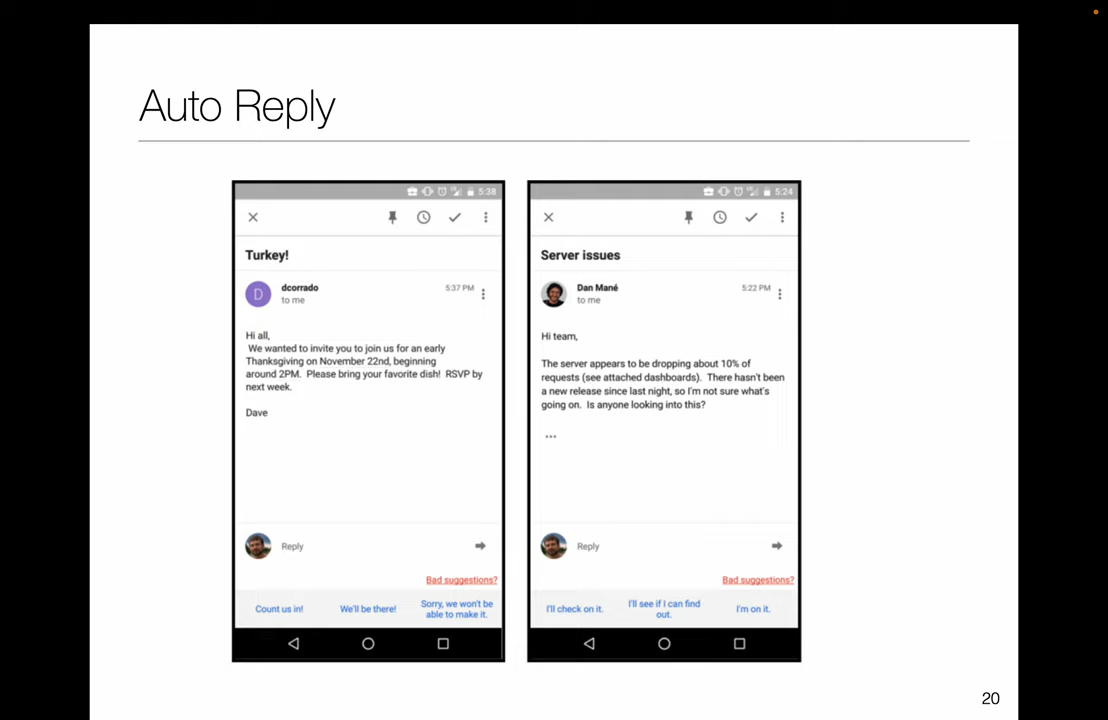 Auto Reply
5:38
Turkey!
D
dcorrado
5:37 PM
to me
Hi all,
We wanted to invite you to join us for an early
Thanksgiving on November 22nd, beginning
around 2PM. Please bring your favorite dish! RSVP by
next week.
Dave
Reply
Bad suggestions?
Count us in!
We'll be there!
Sorry, we won't be
able to make it.
5:24
Server issues
Dan Mané
5:22 PM
to me
Hi team,
The server appears to be dropping about 10% of
requests (see attached dashboards). There hasn't been
a new release since last night, so I'm not sure what's
going on. Is anyone looking into this?
...
Reply
Bad suggestions?
I'll check on it.
I'll see if I can find
out.
I'm on it.
20